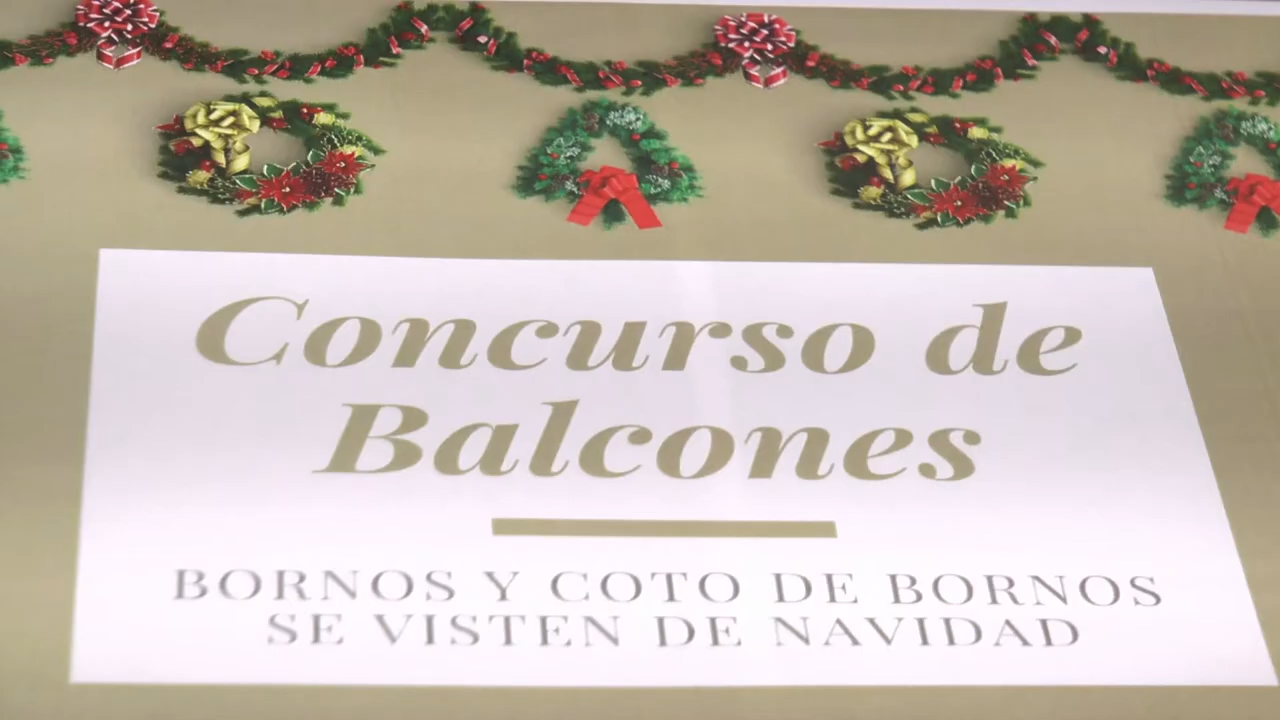 Concurso de
Balcones
BORNOS Y COTO DE BORNOS
SE VISTEN DE NAVIDAD